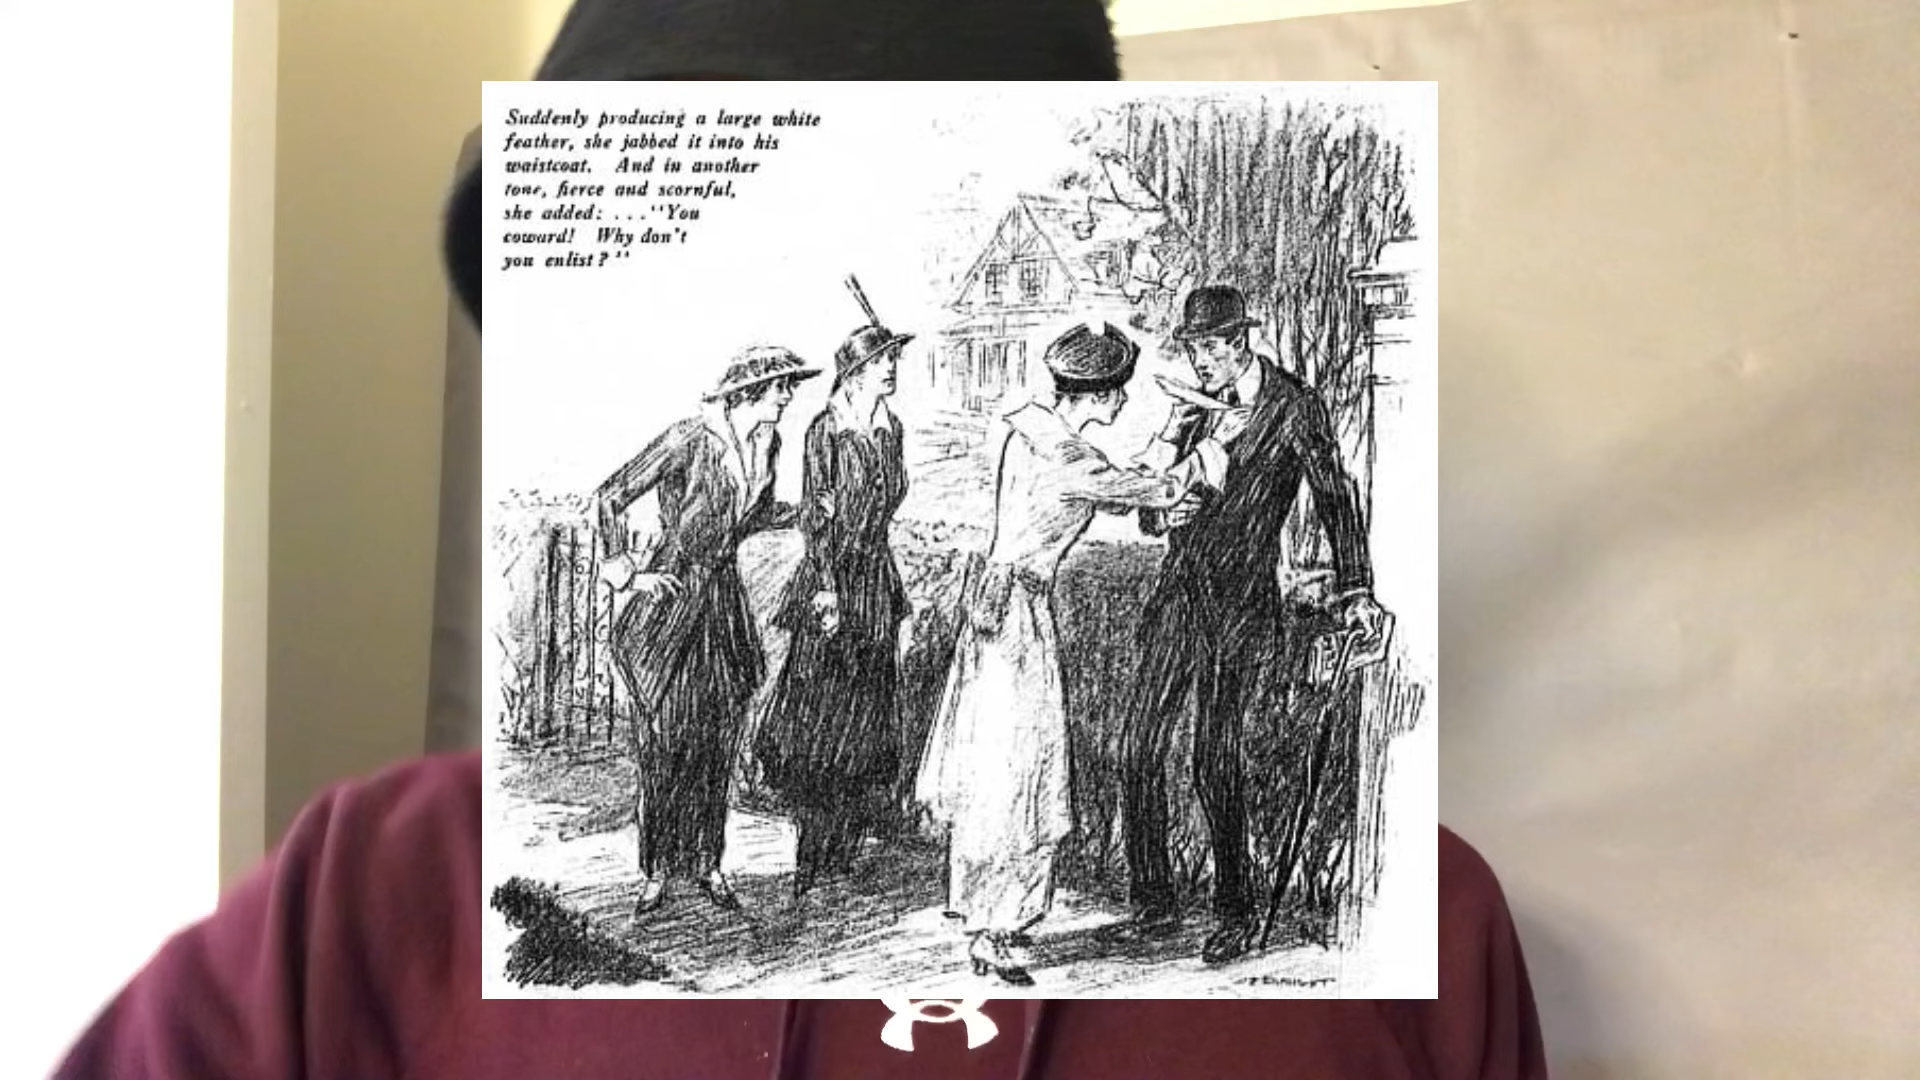 Suddenly producing a large white
feather, she jabbed it into his
waistcoat. And in another
tone, fierce and scornful,
she added: . . . "You
coward! Why don't
you enlist? "